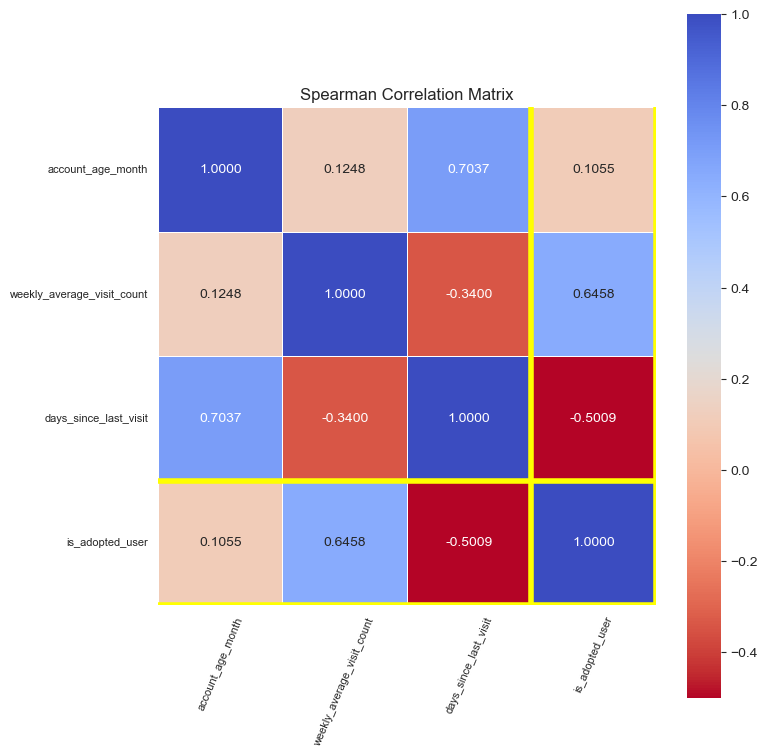 Spearman Correlation Matrix
account_age_month 1.0000 0.1248 0.7037 0.1055
weekly_average_visit_count 0.1248 1.0000 -0.3400 0.6458
days_since_last_visit 0.7037 -0.3400 1.0000 -0.5009
is_adopted_user 0.1055 0.6458 -0.5009 1.0000
account_age_month
weekly_average_visit_count
days_since_last_visit
is_adopted_user
1.0
0.8
0.6
0.4
0.2
0.0
−0.2
−0.4